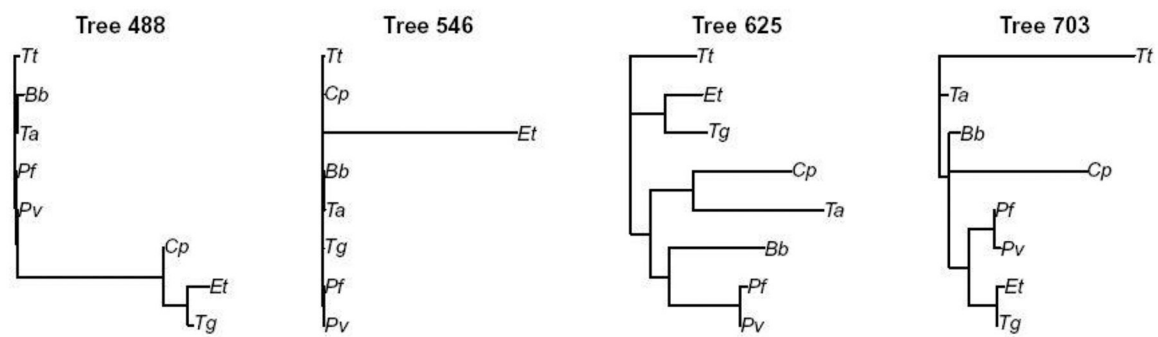 Tree 488
Tt
Bb
Ta
Pf
Pv
Cp
Et
Tg
Tree 546
Tt
Cp
Et
Bb
Ta
Tg
Pf
Pv
Tree 625
Tt
Et
Tg
Cp
Ta
Bb
Pf
Pv
Tree 703
Tt
Ta
Bb
Cp
Pf
Pv
Et
Tg